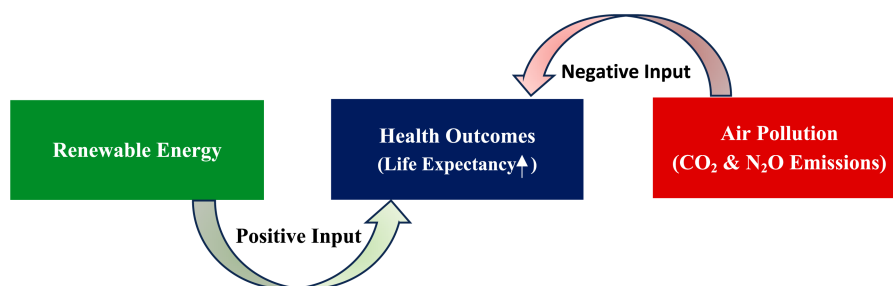 Negative Input
Renewable Energy
Health Outcomes
(Life Expectancy↑)
Air Pollution
(CO₂ & N₂O Emissions)
Positive Input